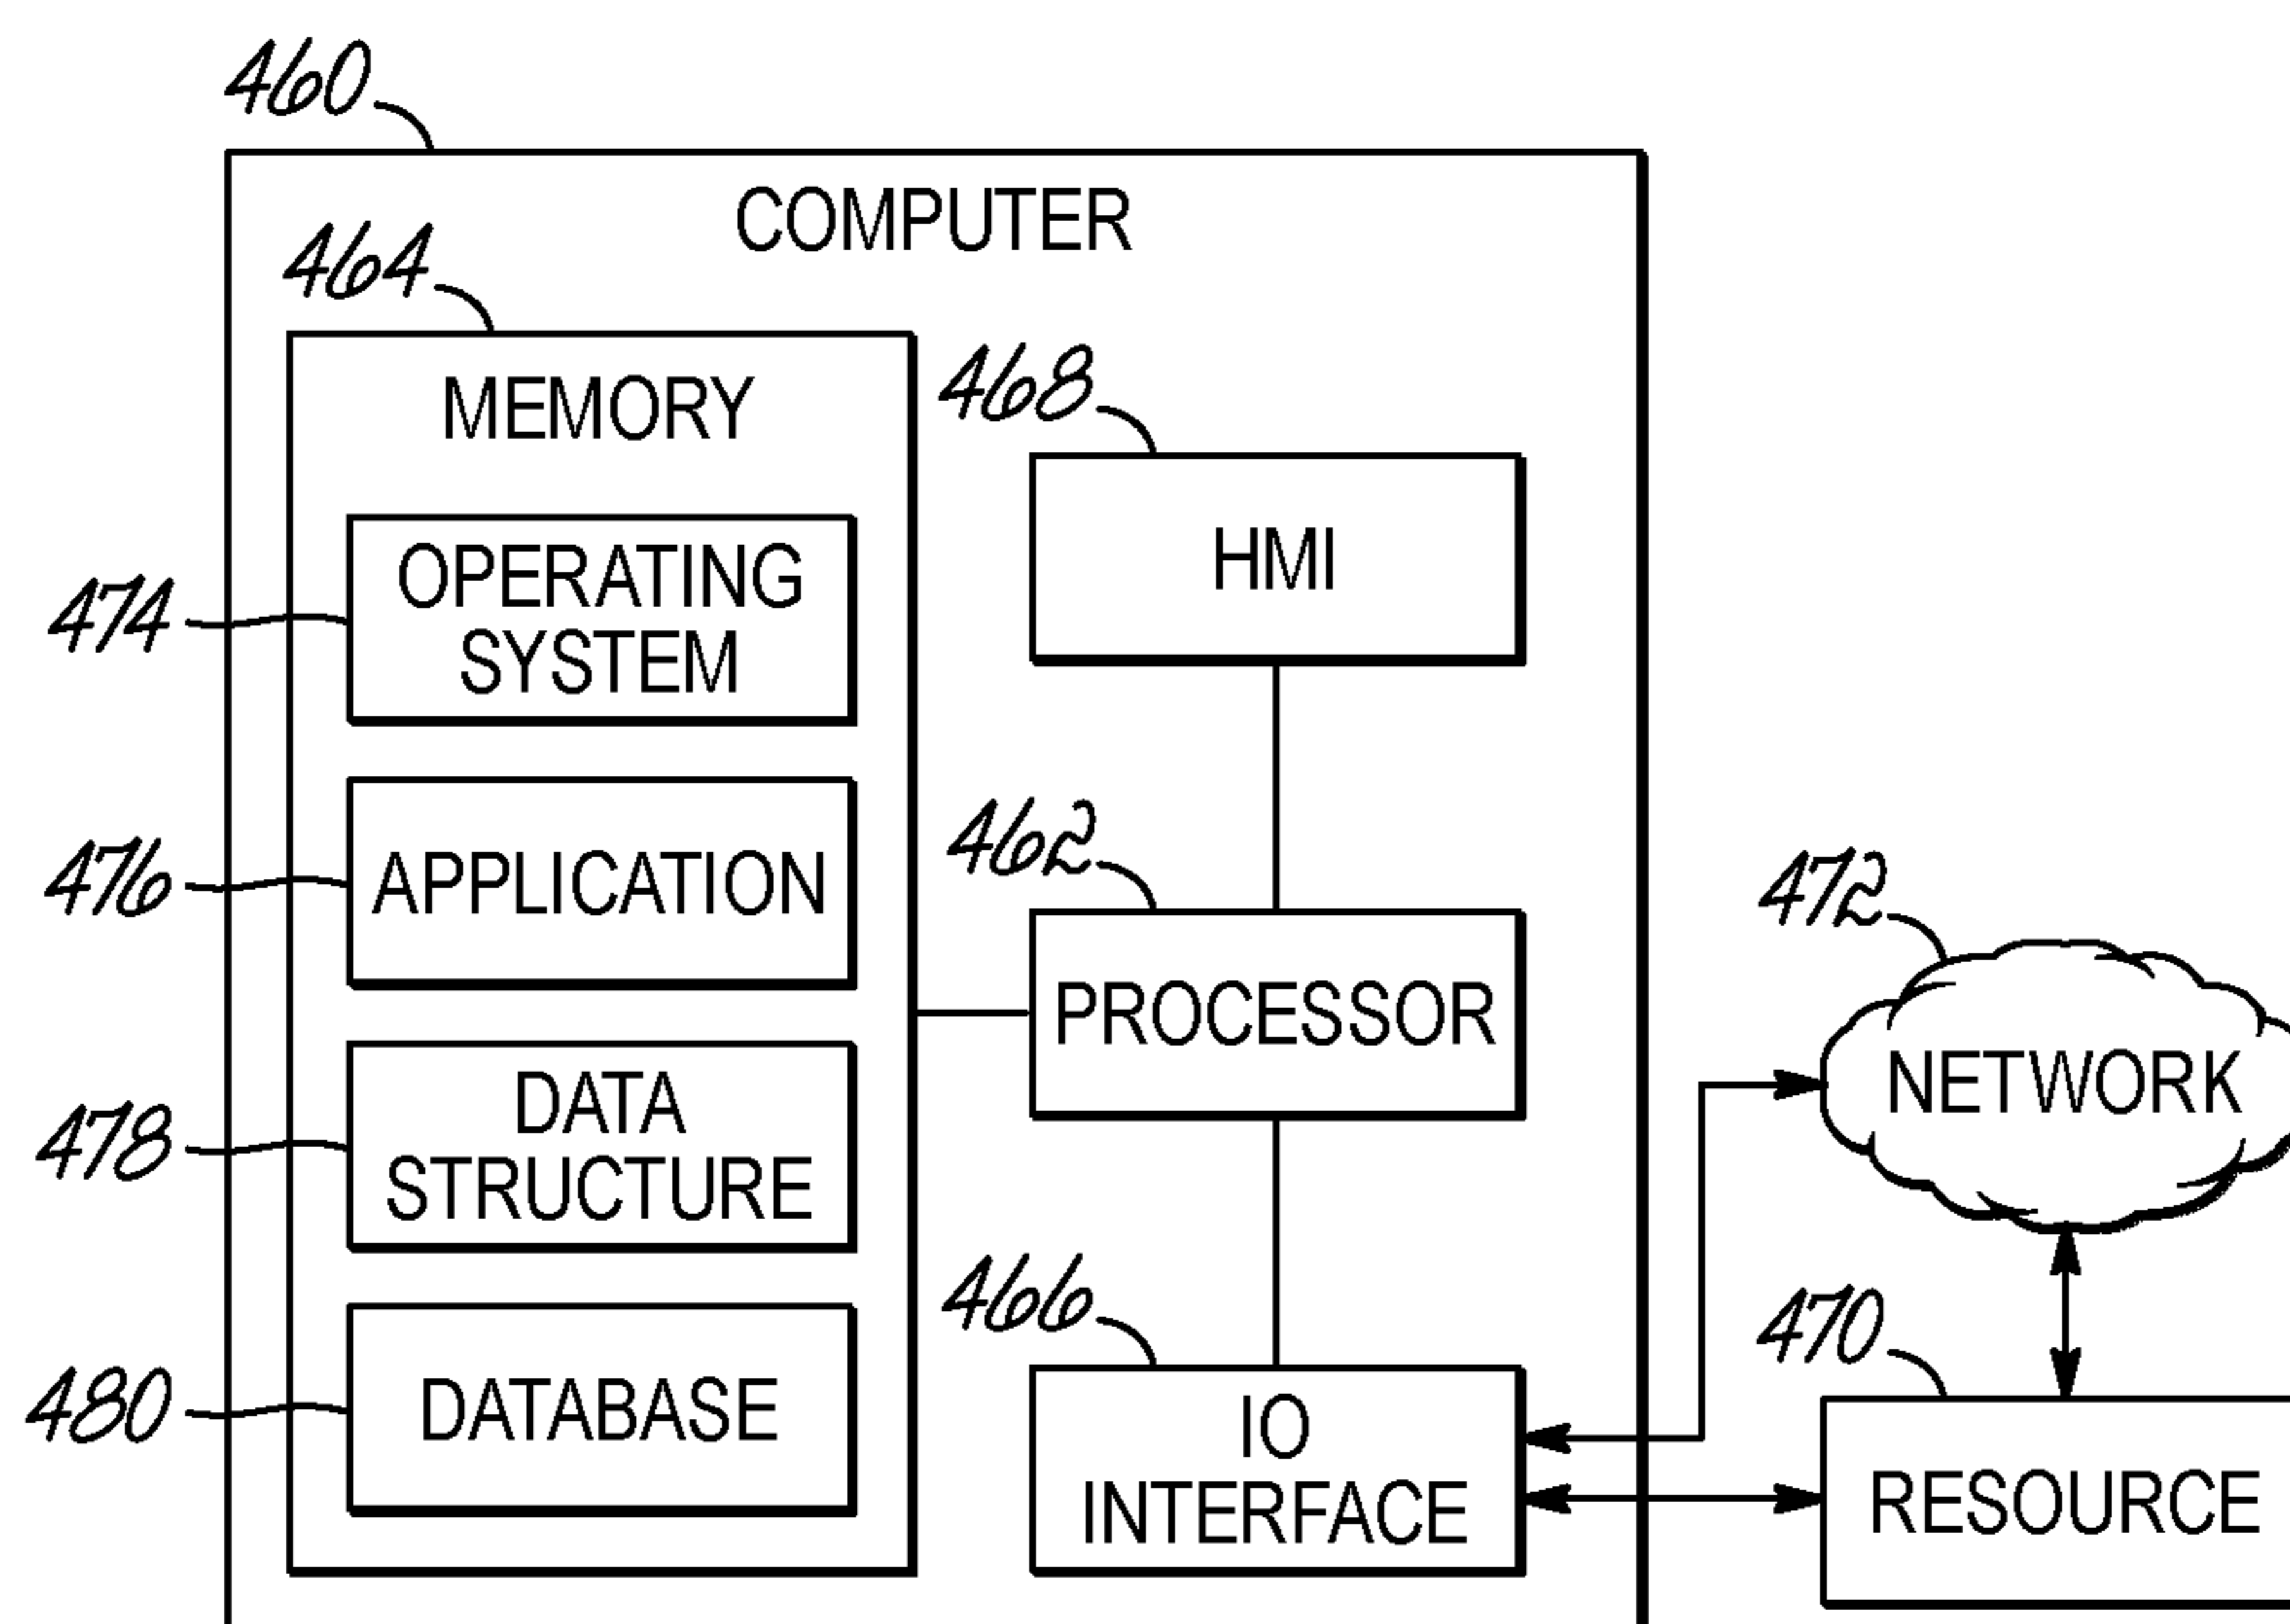 460
COMPUTER
464
MEMORY
468
HMI
OPERATING
SYSTEM
474
462
472
476
APPLICATION
PROCESSOR
NETWORK
478
DATA
STRUCTURE
466
470
480
DATABASE
IO
INTERFACE
RESOURCE